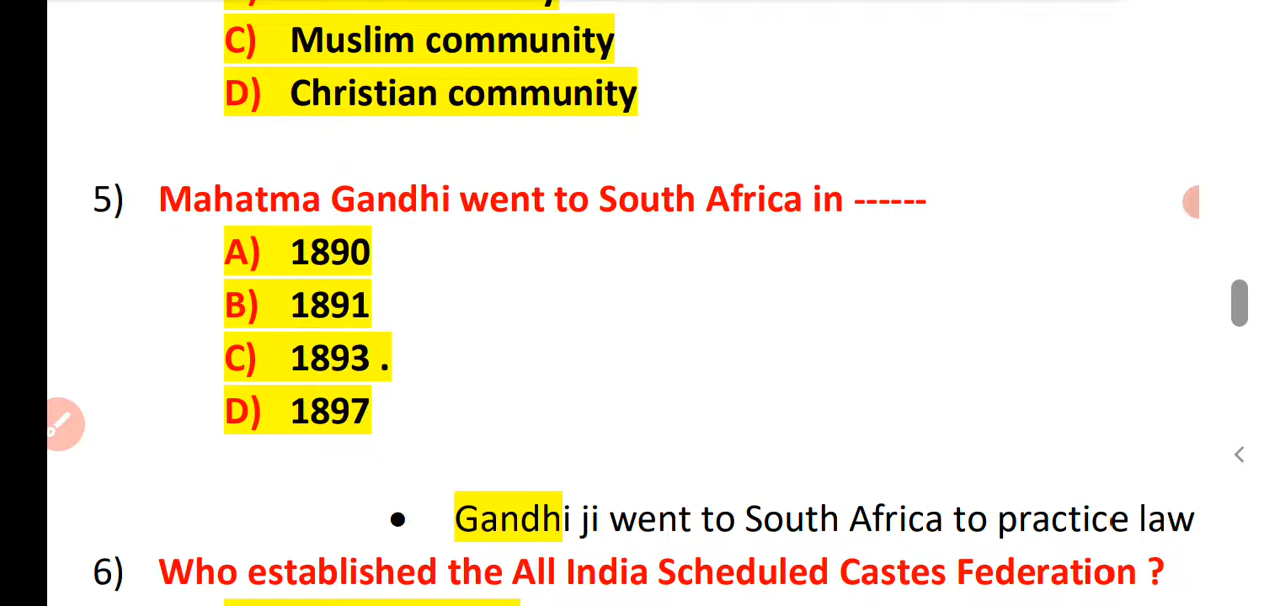 C) Muslim community
D) Christian community
5) Mahatma Gandhi went to South Africa in ------
A) 1890
B) 1891
C) 1893 .
D) 1897
• Gandhi ji went to South Africa to practice law
6) Who established the All India Scheduled Castes Federation ?